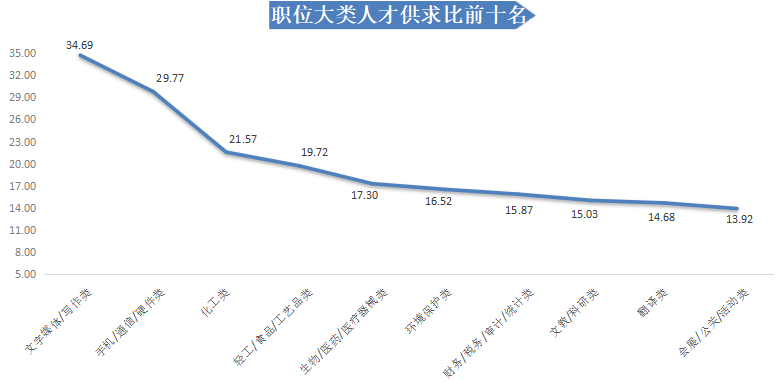 职位大类人才供求比前十名
35.00
32.00
29.00
26.00
23.00
20.00
17.00
14.00
11.00
8.00
5.00
34.69
29.77
21.57
19.72
17.30
16.52
15.87
15.03
14.68
13.92
文字媒体/写作类
手机/通信/硬件类
化工类
轻工/食品/工艺品类
生物/医药/医疗器械类
环境保护类
财务/税务/审计/统计类
文教/科研类
翻译类
会展/公关/活动类